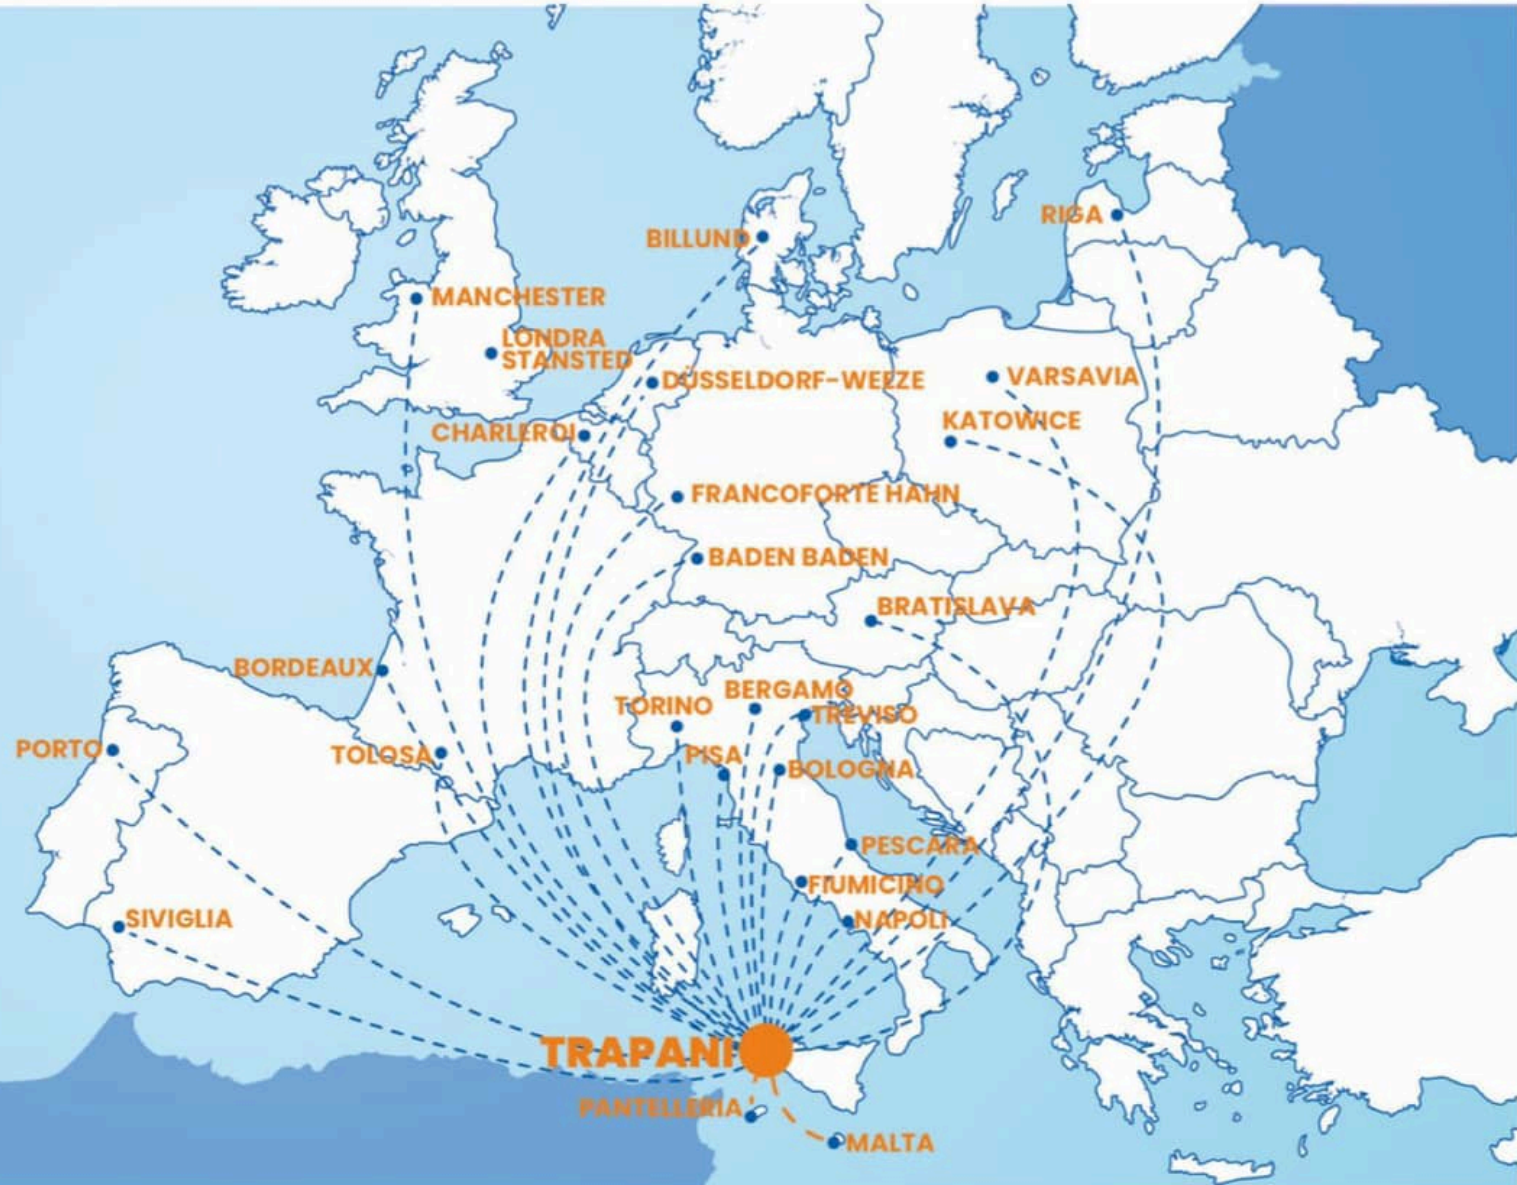 RIGA
BILLUND
MANCHESTER
LONDRA
STANSTED
DÜSSELDORF-WEEZE
VARSAVIA
KATOWICE
CHARLEROI
FRANCOFORTE HAHN
BADEN BADEN
BRATISLAVA
BORDEAUX
BERGAMO
TORINO
TREVISO
PORTO
TOLOSA
PISA
BOLOGNA
PESCARA
FIUMICINO
SIVIGLIA
NAPOLI
TRAPANI
PANTELLERIA
MALTA